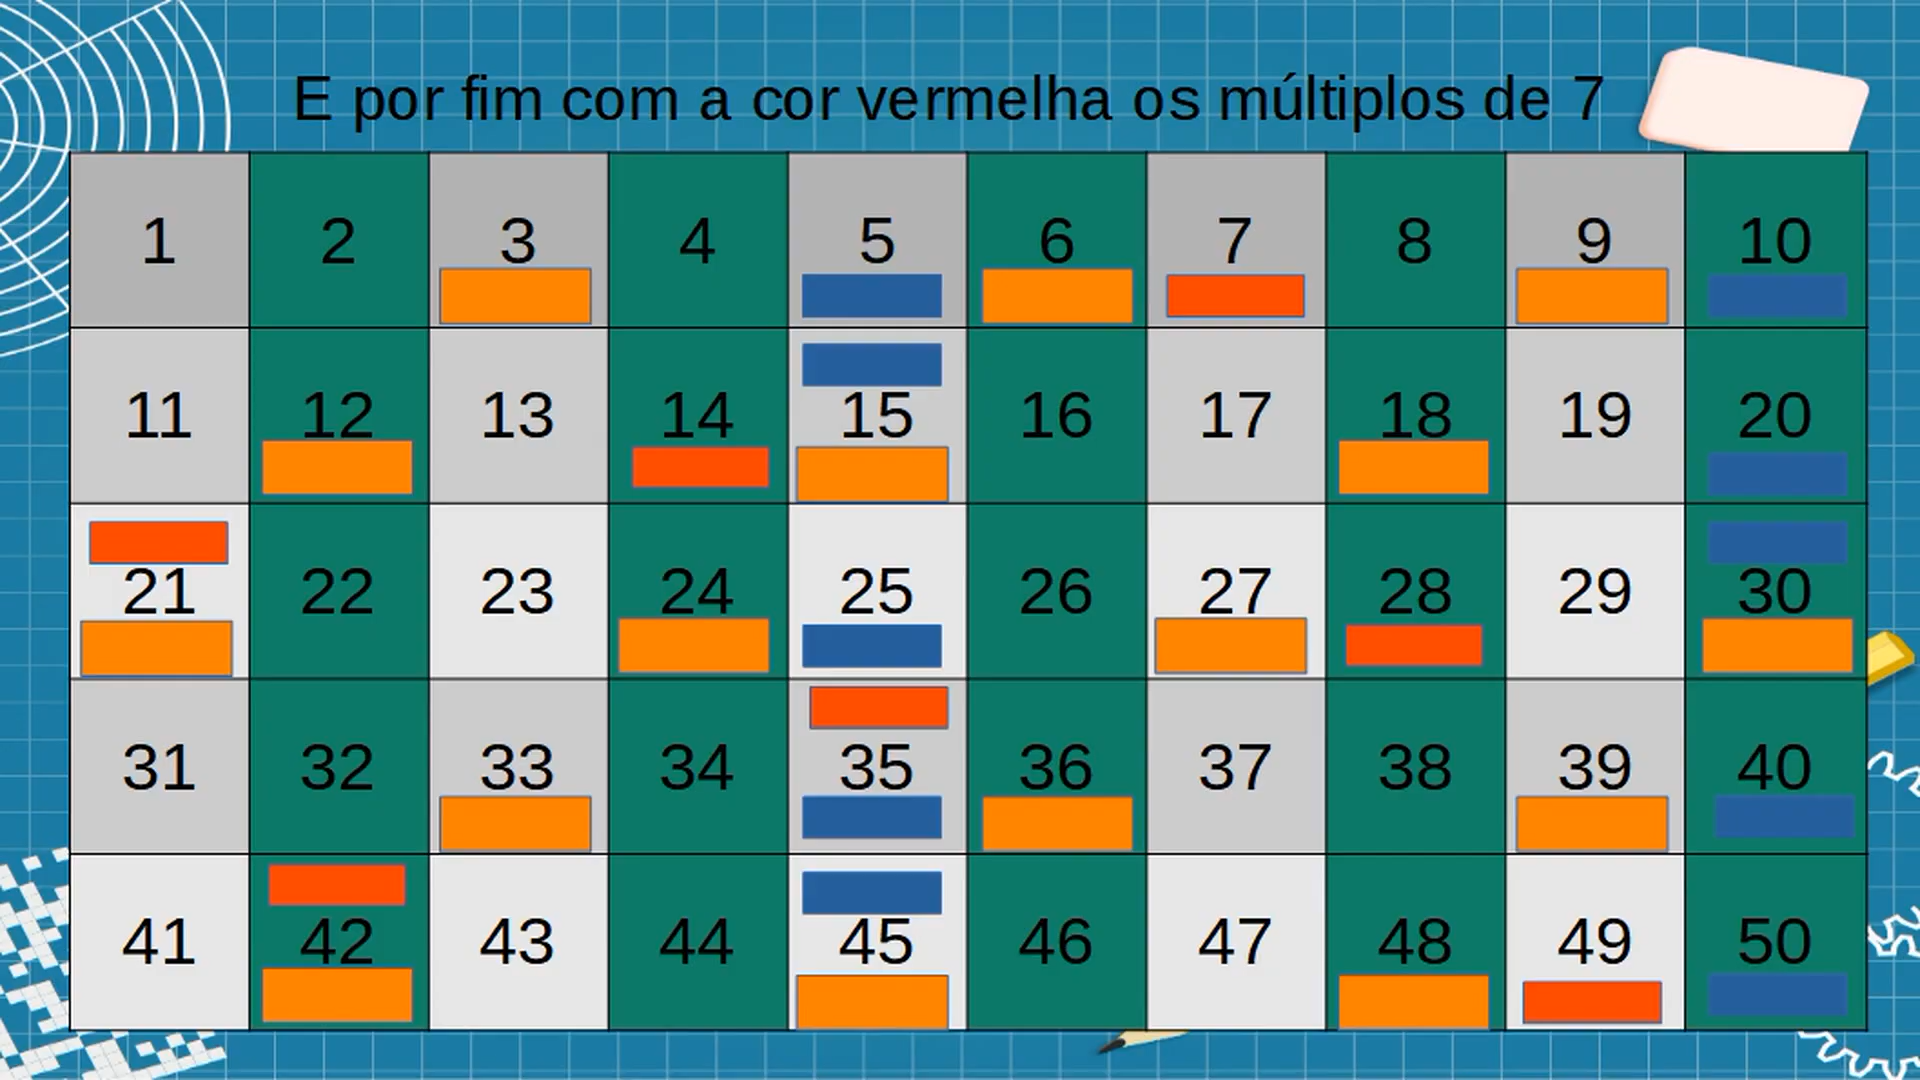 E por fim com a cor vermelha os múltiplos de 7
1 2 3 4 5 6 7 8 9 10
11 12 13 14 15 16 17 18 19 20
21 22 23 24 25 26 27 28 29 30
31 32 33 34 35 36 37 38 39 40
41 42 43 44 45 46 47 48 49 50